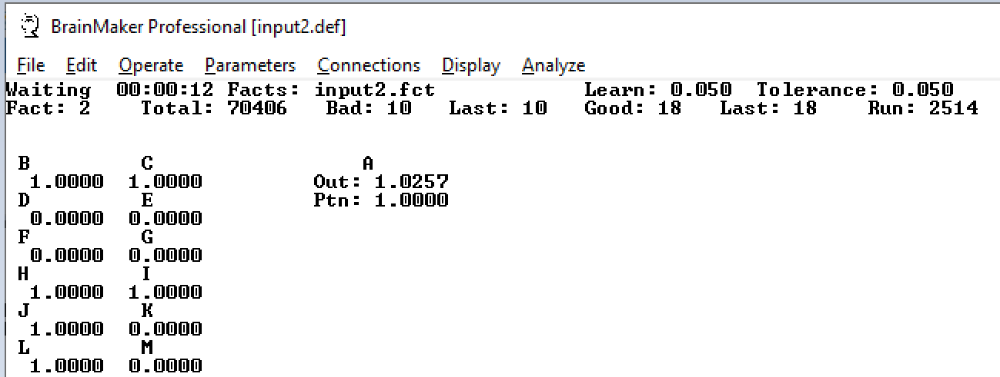 BrainMaker Professional [input2.def]
File Edit Operate Parameters Connections Display Analyze
Waiting 00:00:12 Facts: input2.fct Learn: 0.050 Tolerance: 0.050
Fact: 2 Total: 70406 Bad: 10 Last: 10 Good: 18 Last: 18 Run: 2514
B C A
1.0000 1.0000 Out: 1.0257
D E Ptn: 1.0000
0.0000 0.0000
F G
0.0000 0.0000
H I
1.0000 1.0000
J K
1.0000 0.0000
L M
1.0000 0.0000